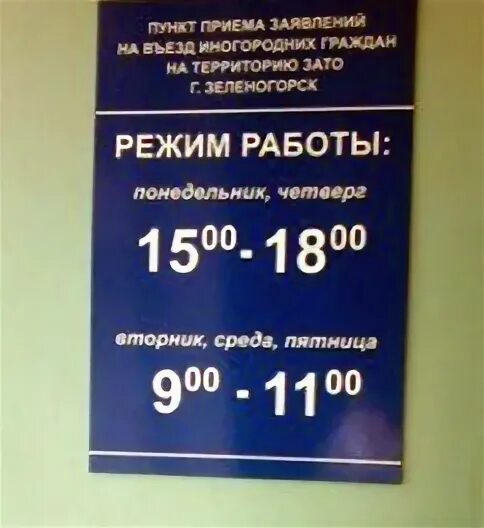 ПУНКТ ПРИЕМА ЗАЯВЛЕНИЙ
НА ВЪЕЗД ИНОГОРОДНИХ ГРАЖДАН
НА ТЕРРИТОРИЮ ЗАТО
Г. ЗЕЛЕНОГОРСК
РЕЖИМ РАБОТЫ:
понедельник, четверг
1500 - 1800
вторник, среда, пятница
900 - 1100